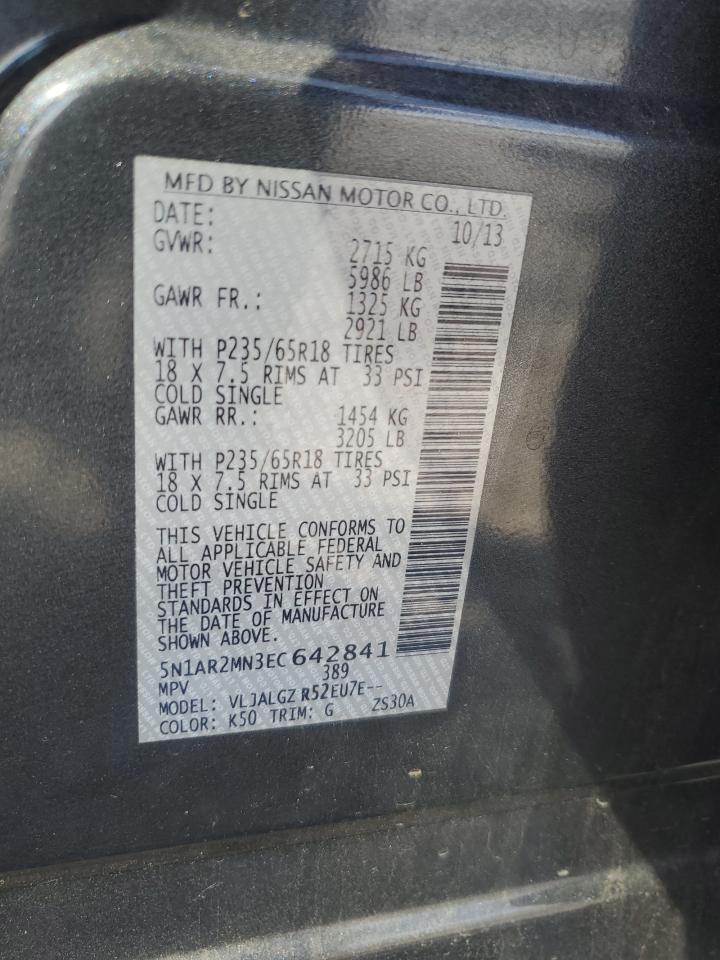 MFD BY NISSAN MOTOR CO., LTD.
DATE: 10/13
GVWR: 2715 KG
5986 LB
GAWR FR.: 1325 KG
2921 LB
WITH P235/65R18 TIRES
18 X 7.5 RIMS AT 33 PSI
COLD SINGLE
GAWR RR.: 1454 KG
3205 LB
WITH P235/65R18 TIRES
18 X 7.5 RIMS AT 33 PSI
COLD SINGLE
THIS VEHICLE CONFORMS TO
ALL APPLICABLE FEDERAL
MOTOR VEHICLE SAFETY AND
THEFT PREVENTION
STANDARDS IN EFFECT ON
THE DATE OF MANUFACTURE
SHOWN ABOVE.
5N1AR2MN3EC642841
MPV 389
MODEL: VLJALGZ R52EU7E--
COLOR: K50 TRIM: G ZS30A